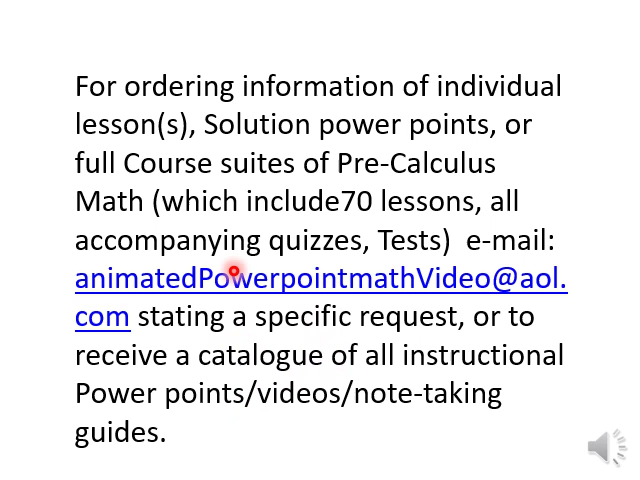 For ordering information of individual
lesson(s), Solution power points, or
full Course suites of Pre-Calculus
Math (which include70 lessons, all
accompanying quizzes, Tests)  e-mail:
animatedPowerpointmathVideo@aol.
com stating a specific request, or to
receive a catalogue of all instructional
Power points/videos/note-taking
guides.